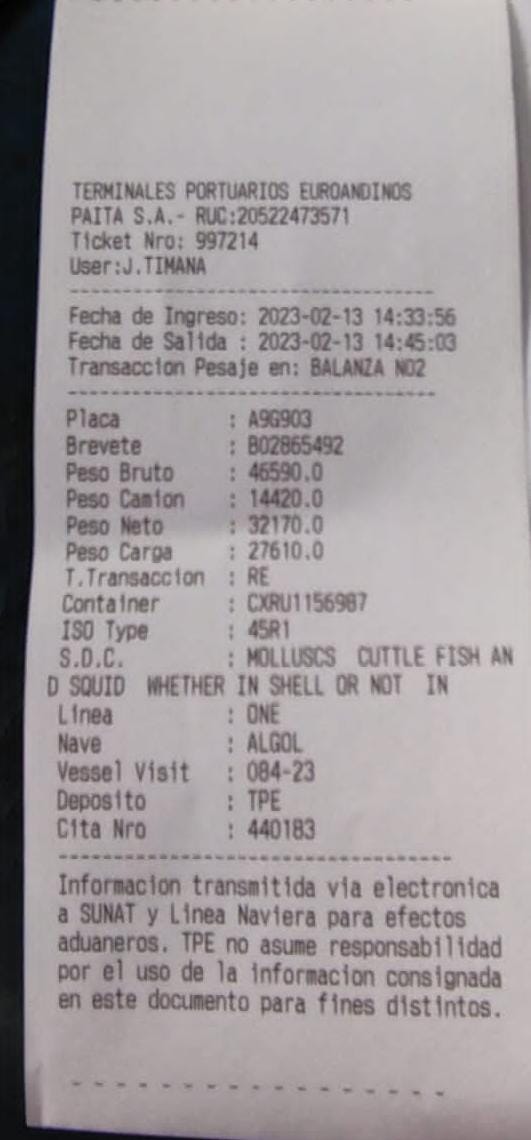 TERMINALES PORTUARIOS EUROANDINOS
PAITA S.A.- RUC:20522473571
Ticket Nro: 997214
User:J.TIMANA
------------------------------------
Fecha de Ingreso: 2023-02-13 14:33:56
Fecha de Salida : 2023-02-13 14:45:03
Transaccion Pesaje en: BALANZA NO2
------------------------------------
Placa : A9G903
Brevete : B02865492
Peso Bruto : 46590.0
Peso Camion : 14420.0
Peso Neto : 32170.0
Peso Carga : 27610.0
T.Transaccion : RE
Container : CXRU1156987
ISO Type : 45R1
S.D.C. : MOLLUSCS CUTTLE FISH AN
D SQUID WHETHER IN SHELL OR NOT IN
Linea : ONE
Nave : ALGOL
Vessel Visit : 084-23
Deposito : TPE
Cita Nro : 440183
------------------------------------
Informacion transmitida via electronica
a SUNAT y Linea Naviera para efectos
aduaneros. TPE no asume responsabilidad
por el uso de la informacion consignada
en este documento para fines distintos.
- - - - - - - - - - - - - - - - - -